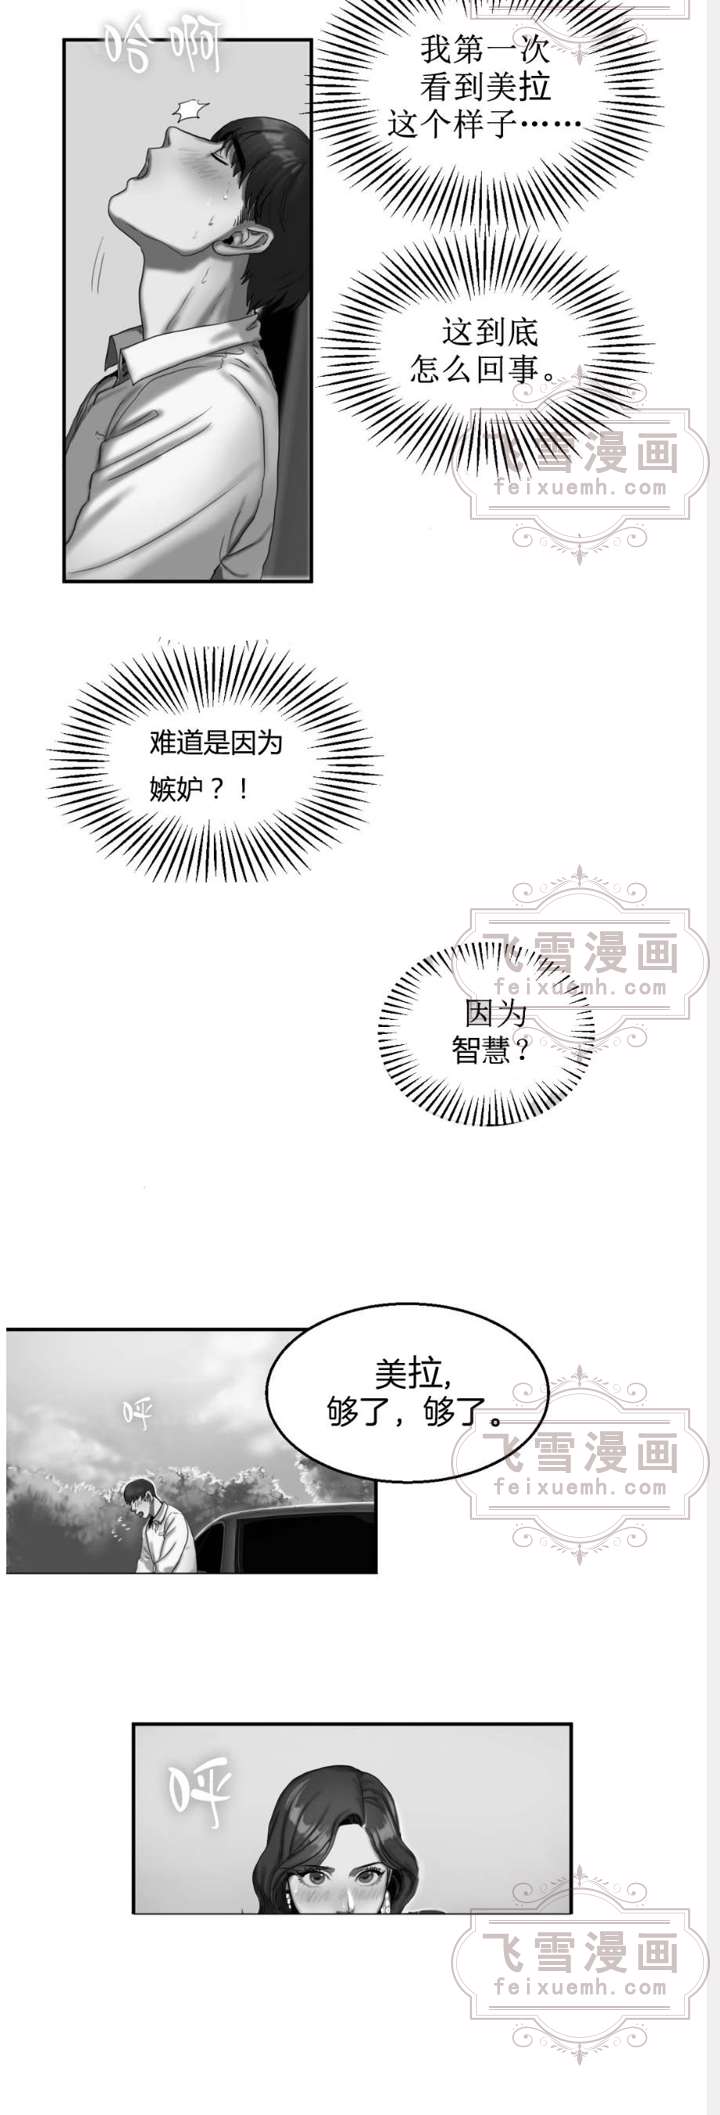 哈啊
我第一次
看到美拉
这个样子……
这到底
怎么回事。
飞雪漫画
feixuemh.com
难道是因为
嫉妒？！
飞雪漫画
feixuemh.com
因为
智慧？
美拉,
够了，够了。
呼
飞雪漫画
feixuemh.com
呼
飞雪漫画
feixuemh.com